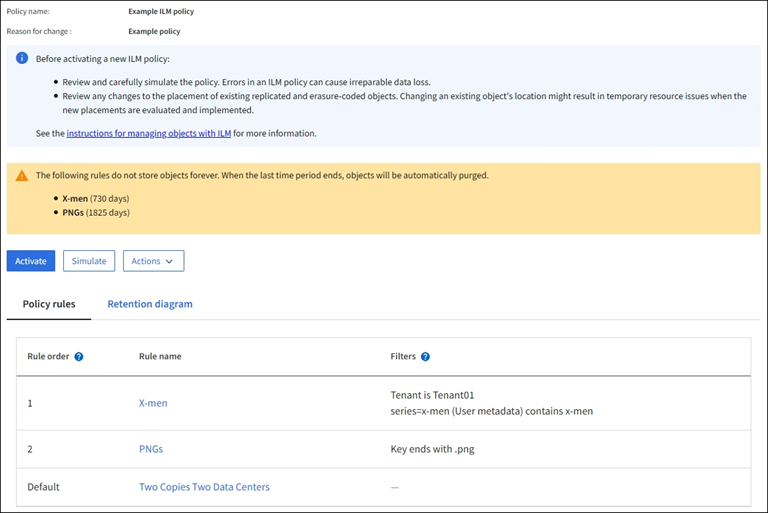 Policy name: Example ILM policy
Reason for change : Example policy
Before activating a new ILM policy:
• Review and carefully simulate the policy. Errors in an ILM policy can cause irreparable data loss.
• Review any changes to the placement of existing replicated and erasure-coded objects. Changing an existing object's location might result in temporary resource issues when the
new placements are evaluated and implemented.
See the instructions for managing objects with ILM for more information.
The following rules do not store objects forever. When the last time period ends, objects will be automatically purged.
• X-men (730 days)
• PNGs (1825 days)
Activate Simulate Actions
Policy rules Retention diagram
Rule order ? Rule name Filters ?
1 X-men Tenant is Tenant01
series=x-men (User metadata) contains x-men
2 PNGs Key ends with .png
Default Two Copies Two Data Centers —